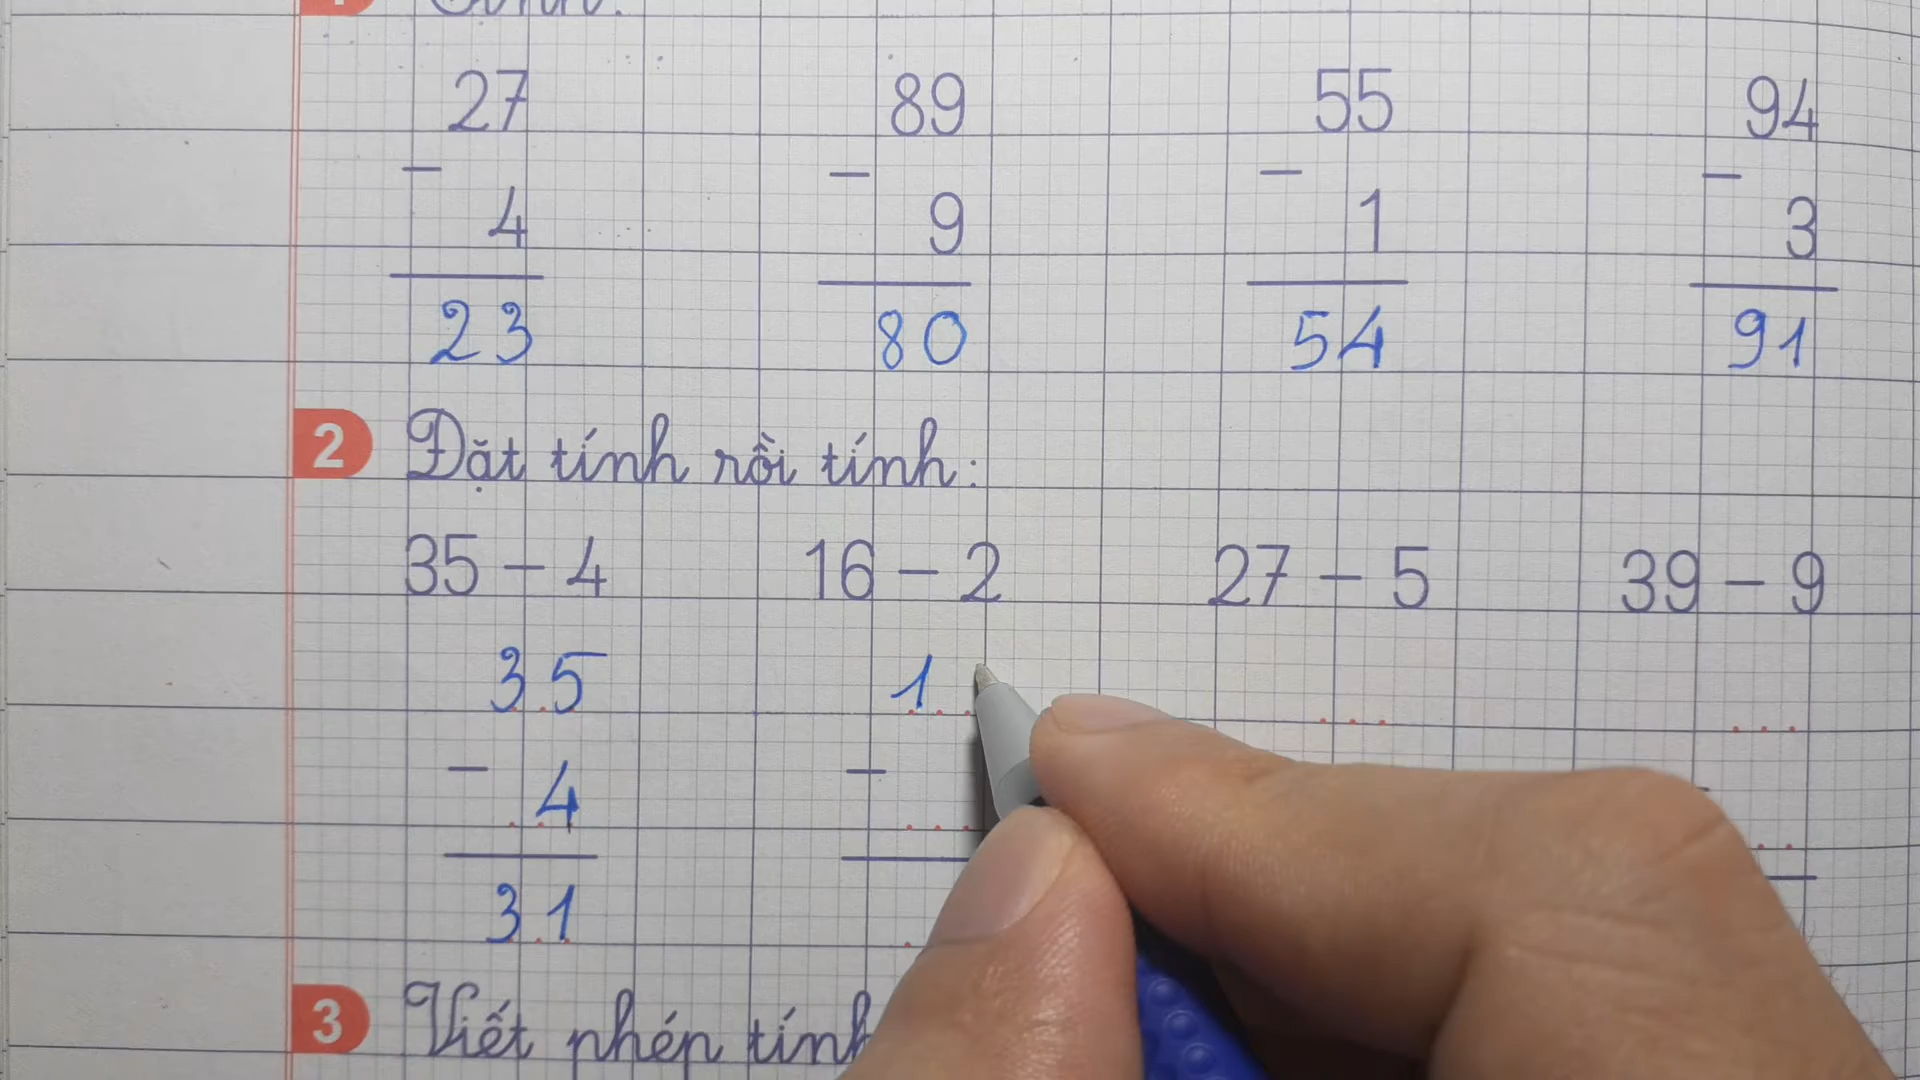 27 89 55 94
− − − −
4 9 1 3
23 80 54 91
2 Đặt tính rồi tính:
35 − 4 16 − 2 27 − 5 39 − 9
35 1
− −
4
31
3 Viết phép tính